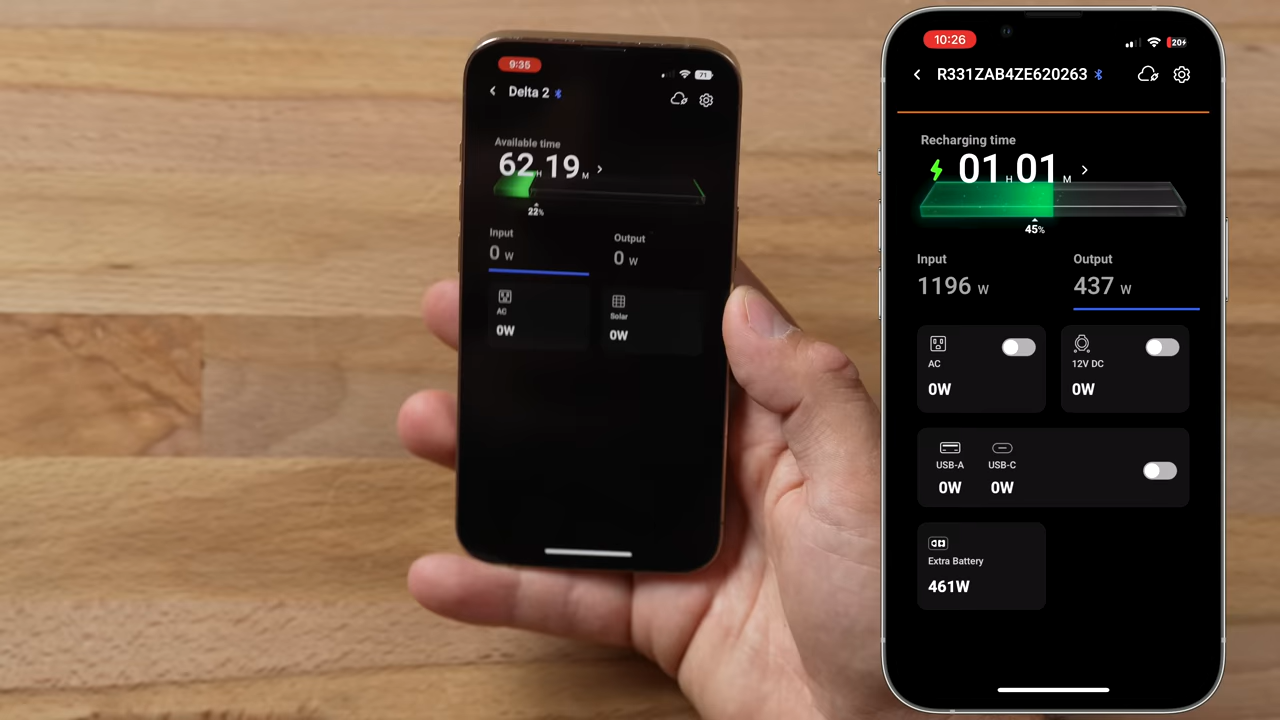 9:35
71
Delta 2
Available time
62 H 19 M
22%
Input
Output
0 W
0 W
AC
Solar
0W
0W
10:26
20
R331ZAB4ZE620263
Recharging time
01 H 01 M
45%
Input
Output
1196 W
437 W
AC
12V DC
0W
0W
USB-A
USB-C
0W
0W
Extra Battery
461W